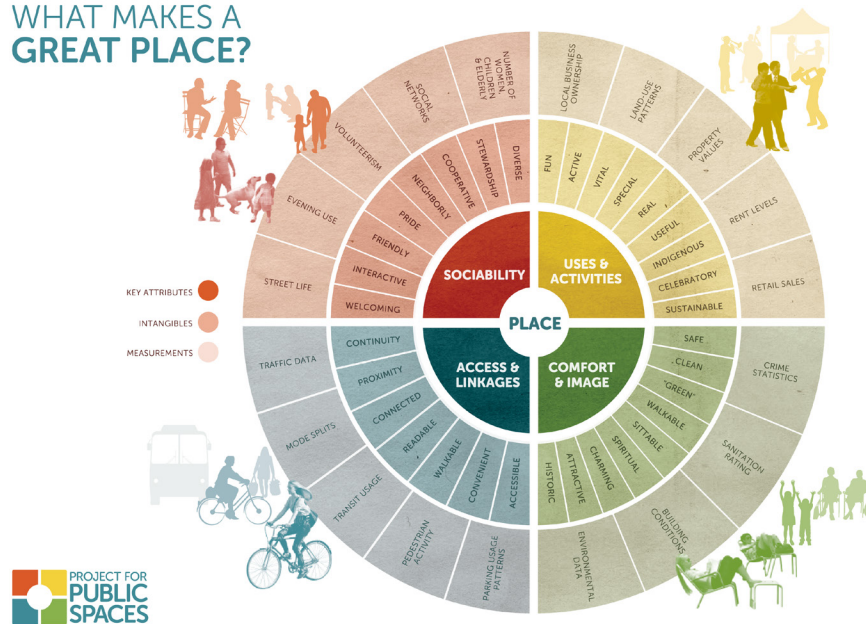 WHAT MAKES A
GREAT PLACE?
KEY ATTRIBUTES
INTANGIBLES
MEASUREMENTS
PLACE
SOCIABILITY
WELCOMING
INTERACTIVE
FRIENDLY
PRIDE
NEIGHBORLY
COOPERATIVE
STEWARDSHIP
DIVERSE
STREET LIFE
EVENING USE
VOLUNTEERISM
SOCIAL
NETWORKS
NUMBER OF
WOMEN,
CHILDREN
& ELDERLY
USES &
ACTIVITIES
FUN
ACTIVE
VITAL
SPECIAL
REAL
USEFUL
INDIGENOUS
CELEBRATORY
SUSTAINABLE
LOCAL BUSINESS
OWNERSHIP
LAND-USE
PATTERNS
PROPERTY
VALUES
RENT LEVELS
RETAIL SALES
COMFORT
& IMAGE
SAFE
CLEAN
"GREEN"
WALKABLE
SITTABLE
SPIRITUAL
CHARMING
ATTRACTIVE
HISTORIC
CRIME
STATISTICS
SANITATION
RATING
BUILDING
CONDITIONS
ENVIRONMENTAL
DATA
ACCESS &
LINKAGES
CONTINUITY
PROXIMITY
CONNECTED
READABLE
WALKABLE
CONVENIENT
ACCESSIBLE
TRAFFIC DATA
MODE SPLITS
TRANSIT USAGE
PEDESTRIAN
ACTIVITY
PARKING USAGE
PATTERNS
PROJECT FOR
PUBLIC
SPACES